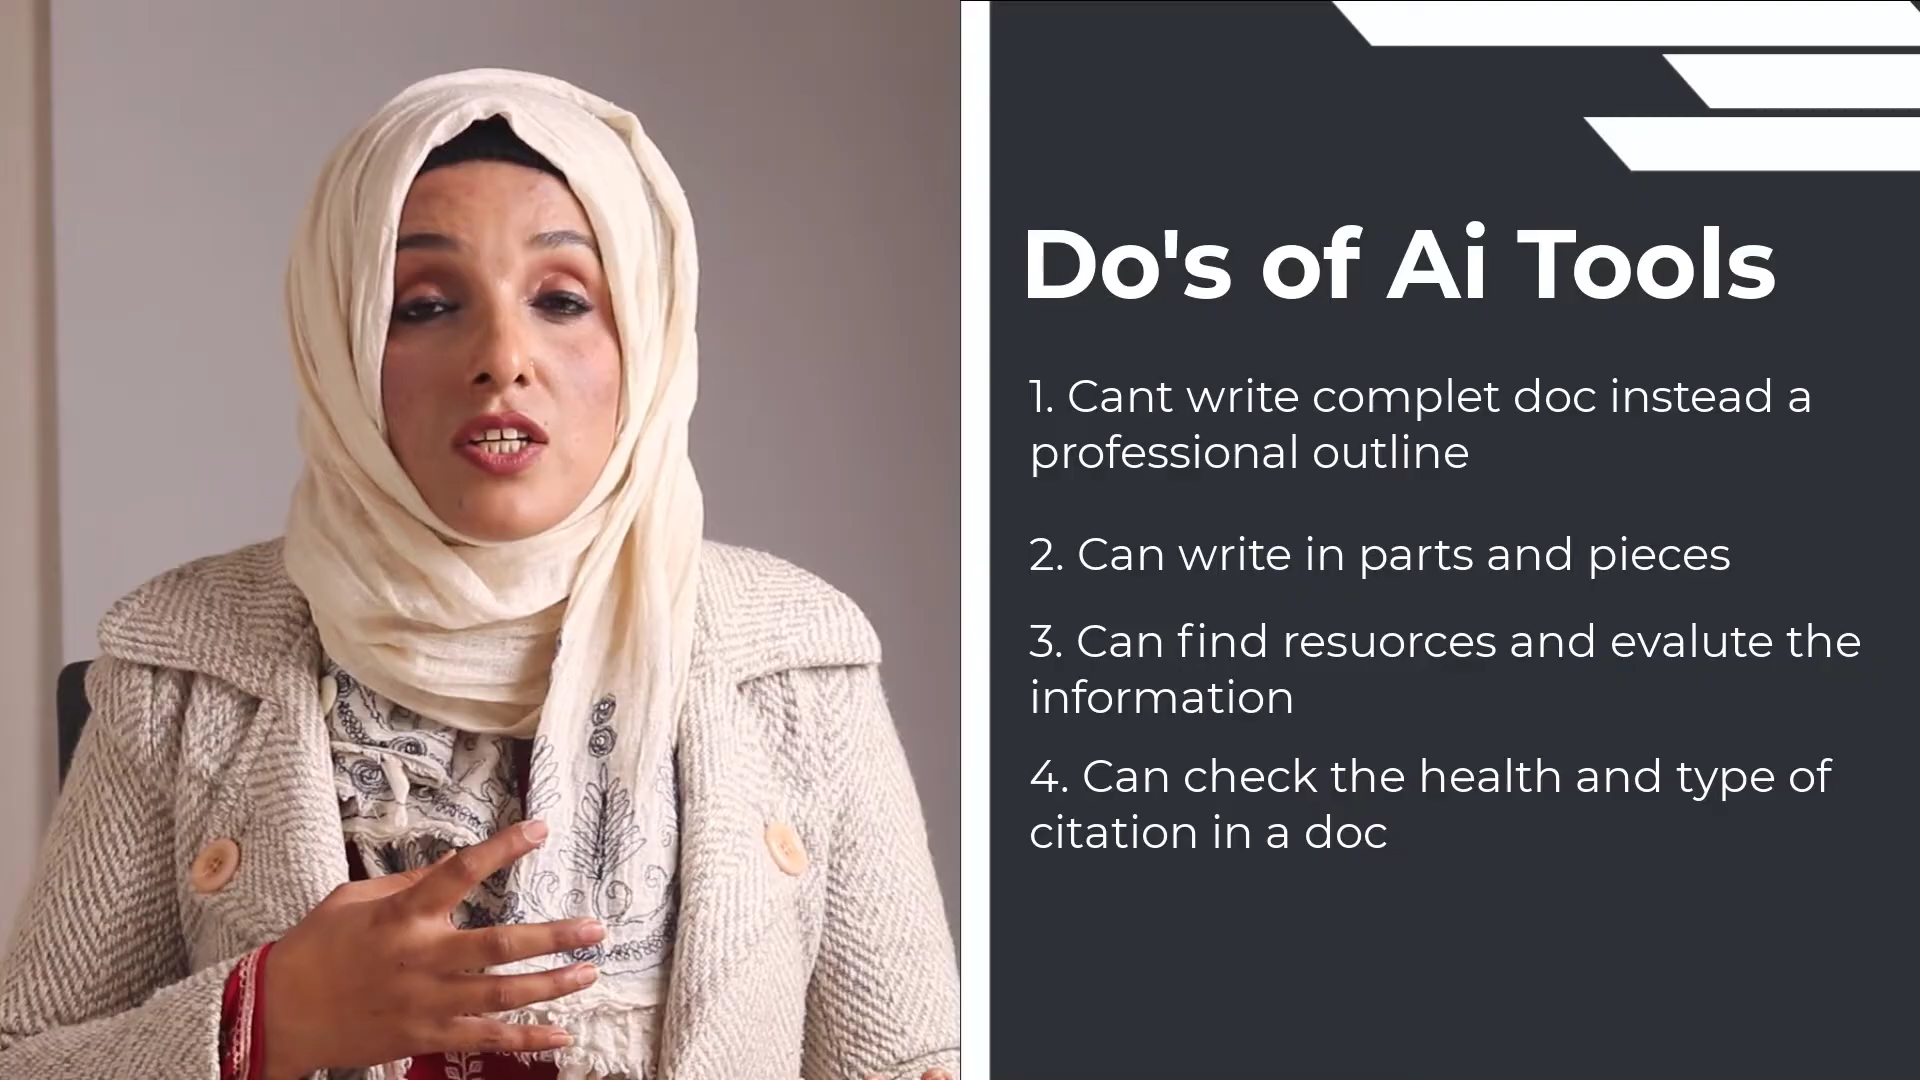 Do's of Ai Tools
1. Cant write complet doc instead a
professional outline
2. Can write in parts and pieces
3. Can find resuorces and evalute the
information
4. Can check the health and type of
citation in a doc